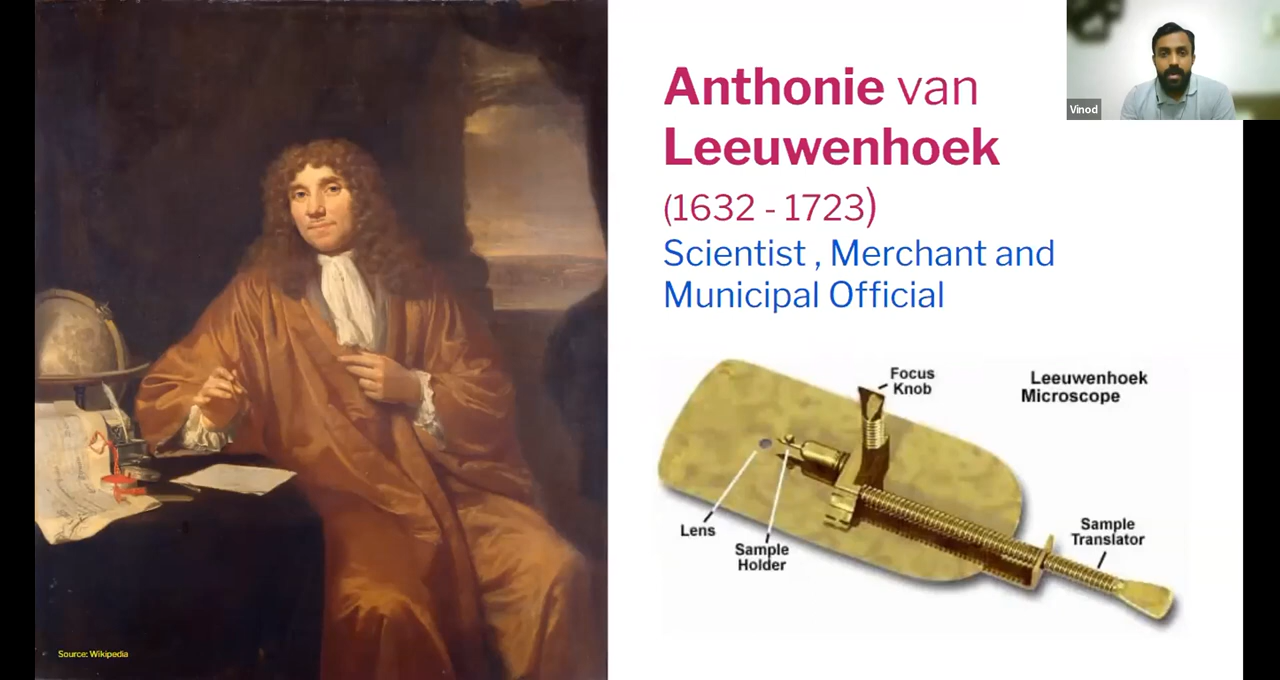 Anthonie van
Leeuwenhoek
(1632 - 1723)
Scientist , Merchant and
Municipal Official
Vinod
Focus
Knob
Leeuwenhoek
Microscope
Lens
Sample
Holder
Sample
Translator
Source: Wikipedia